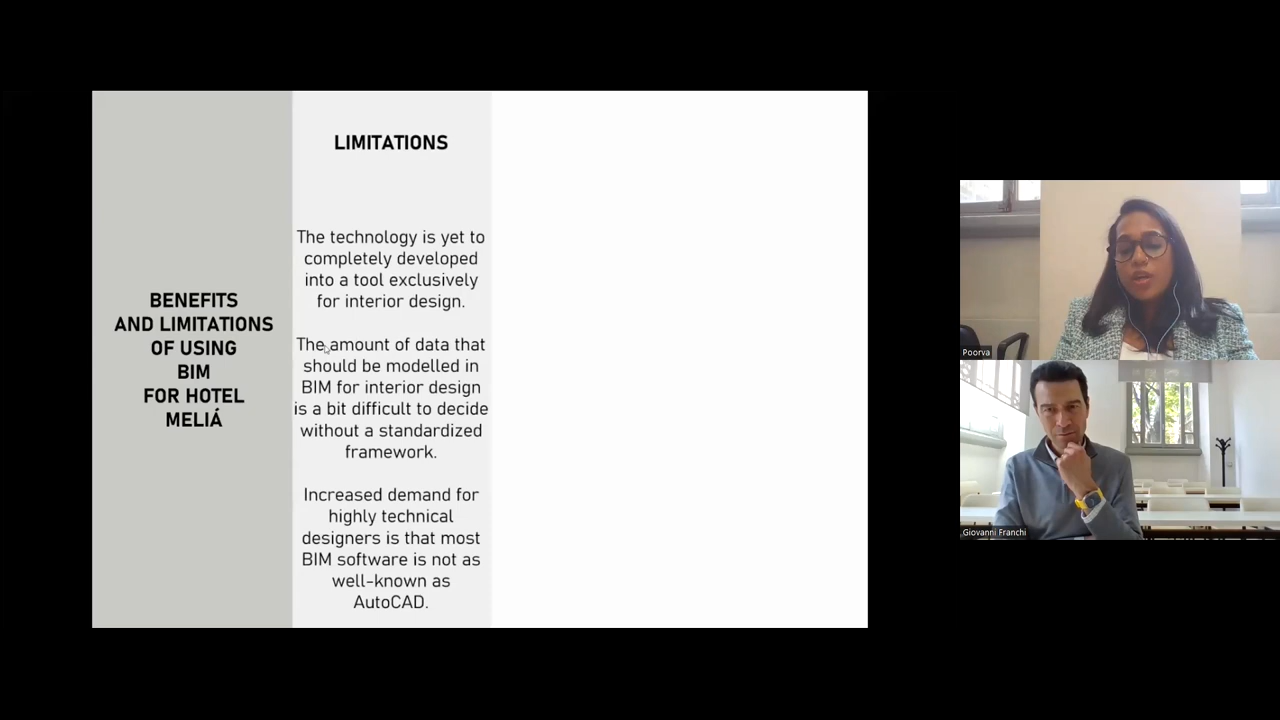 BENEFITS
AND LIMITATIONS
OF USING
BIM
FOR HOTEL
MELIÁ
LIMITATIONS
The technology is yet to
completely developed
into a tool exclusively
for interior design.
The amount of data that
should be modelled in
BIM for interior design
is a bit difficult to decide
without a standardized
framework.
Increased demand for
highly technical
designers is that most
BIM software is not as
well-known as
AutoCAD.
Poorva
Giovanni Franchi